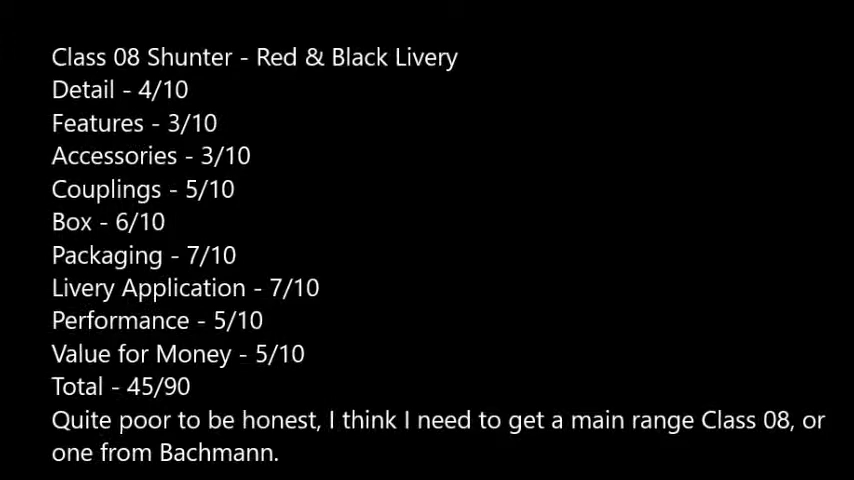 Class 08 Shunter - Red & Black Livery
Detail - 4/10
Features - 3/10
Accessories - 3/10
Couplings - 5/10
Box - 6/10
Packaging - 7/10
Livery Application - 7/10
Performance - 5/10
Value for Money - 5/10
Total - 45/90
Quite poor to be honest, I think I need to get a main range Class 08, or
one from Bachmann.